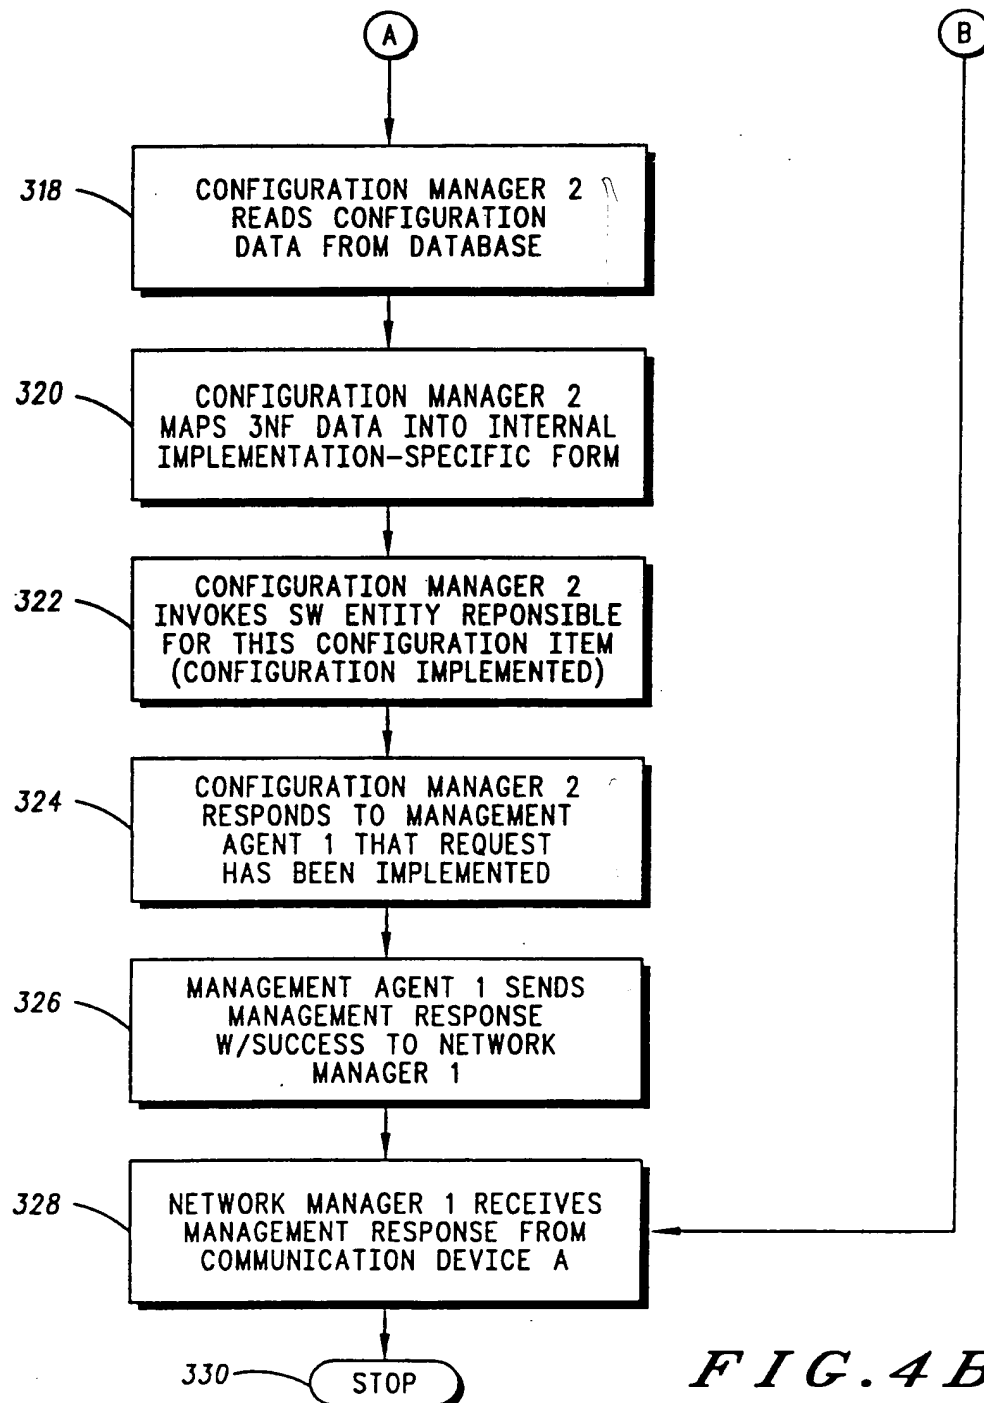 A
B
318
CONFIGURATION MANAGER 2
READS CONFIGURATION
DATA FROM DATABASE
320
CONFIGURATION MANAGER 2
MAPS 3NF DATA INTO INTERNAL
IMPLEMENTATION-SPECIFIC FORM
322
CONFIGURATION MANAGER 2
INVOKES SW ENTITY REPONSIBLE
FOR THIS CONFIGURATION ITEM
(CONFIGURATION IMPLEMENTED)
324
CONFIGURATION MANAGER 2
RESPONDS TO MANAGEMENT
AGENT 1 THAT REQUEST
HAS BEEN IMPLEMENTED
326
MANAGEMENT AGENT 1 SENDS
MANAGEMENT RESPONSE
W/SUCCESS TO NETWORK
MANAGER 1
328
NETWORK MANAGER 1 RECEIVES
MANAGEMENT RESPONSE FROM
COMMUNICATION DEVICE A
330
STOP
FIG.4B